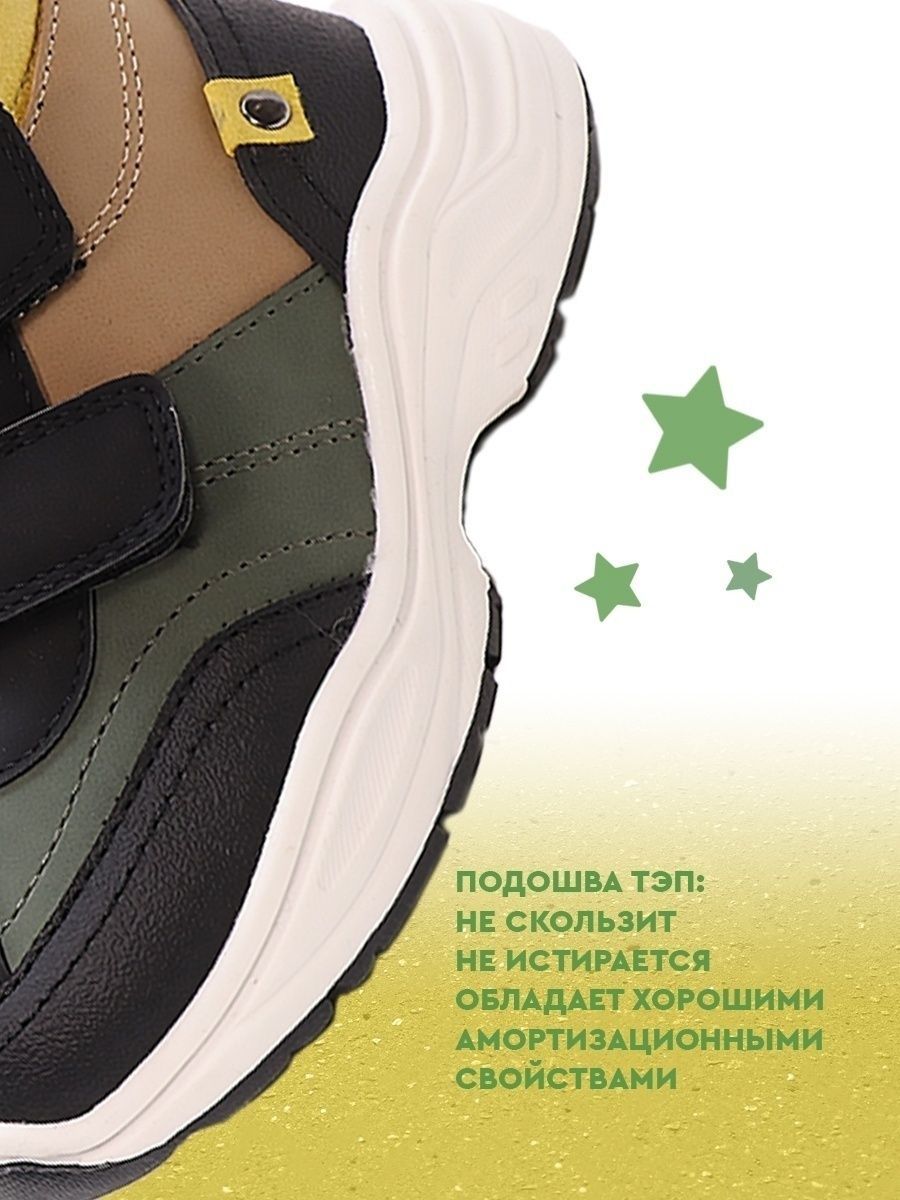 ПОДОШВА ТЭП:
НЕ СКОЛЬЗИТ
НЕ ИСТИРАЕТСЯ
ОБЛАДАЕТ ХОРОШИМИ
АМОРТИЗАЦИОННЫМИ
СВОЙСТВАМИ